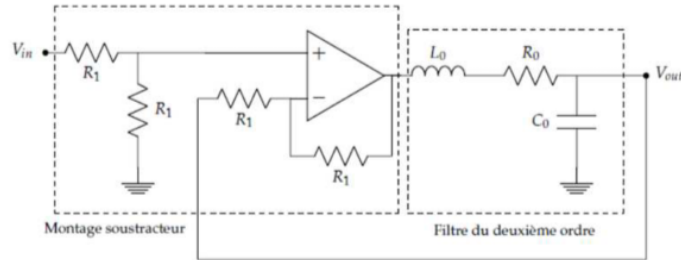 L₀ R₀
V_in V_out
R₁ +
R₁ −
R₁ C₀
R₁
Montage soustracteur Filtre du deuxième ordre